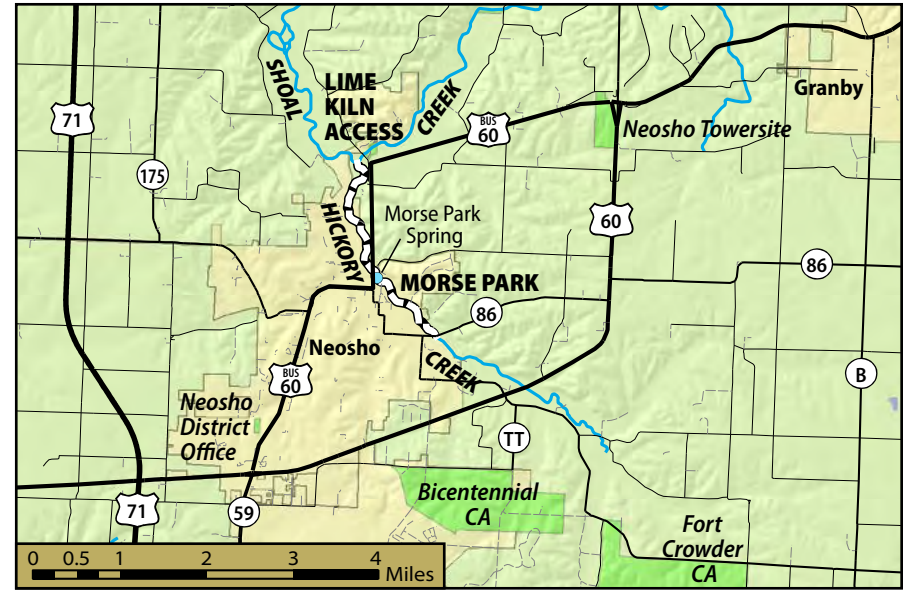 71
175
SHOAL
LIME
KILN
ACCESS
CREEK
BUS
60
Neosho Towersite
Granby
60
HICKORY
Morse Park
Spring
MORSE PARK
86
86
Neosho
CREEK
BUS
60
B
Neosho
District
Office
TT
Bicentennial
CA
71
59
Fort
Crowder
CA
0 0.5 1 2 3 4
Miles